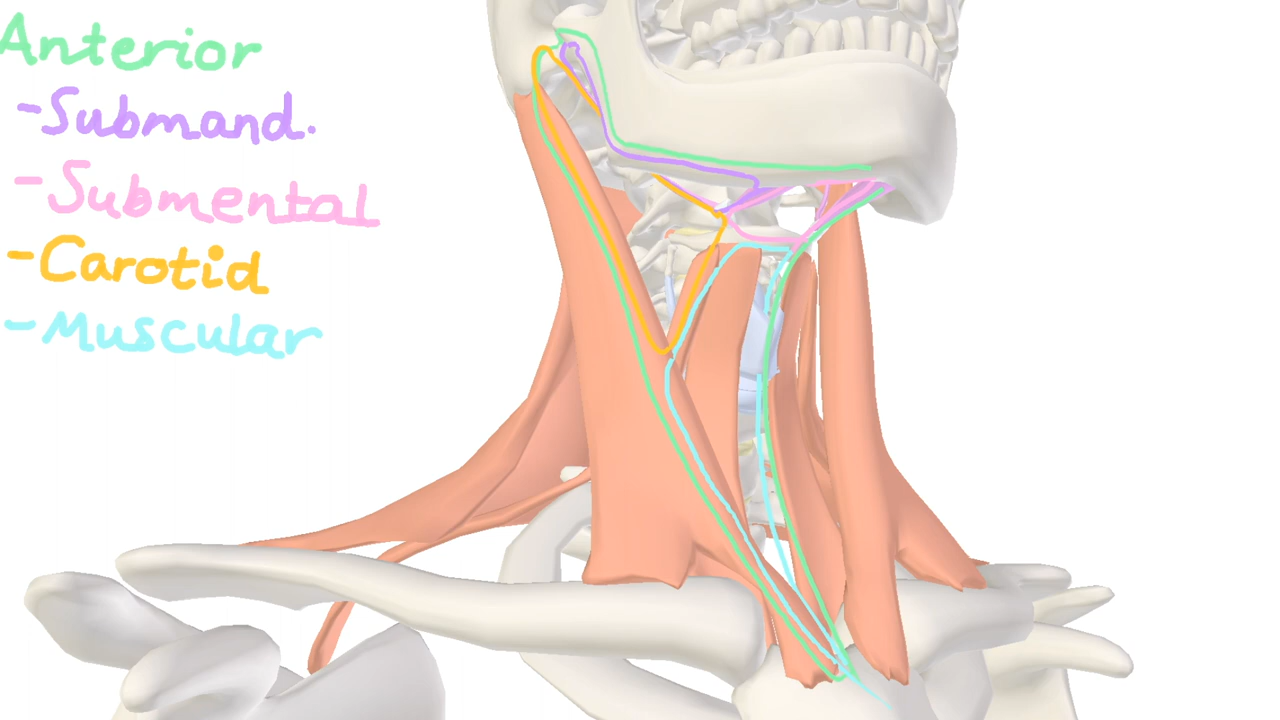 Anterior
-Submand.
-Submental
-Carotid
-Muscular